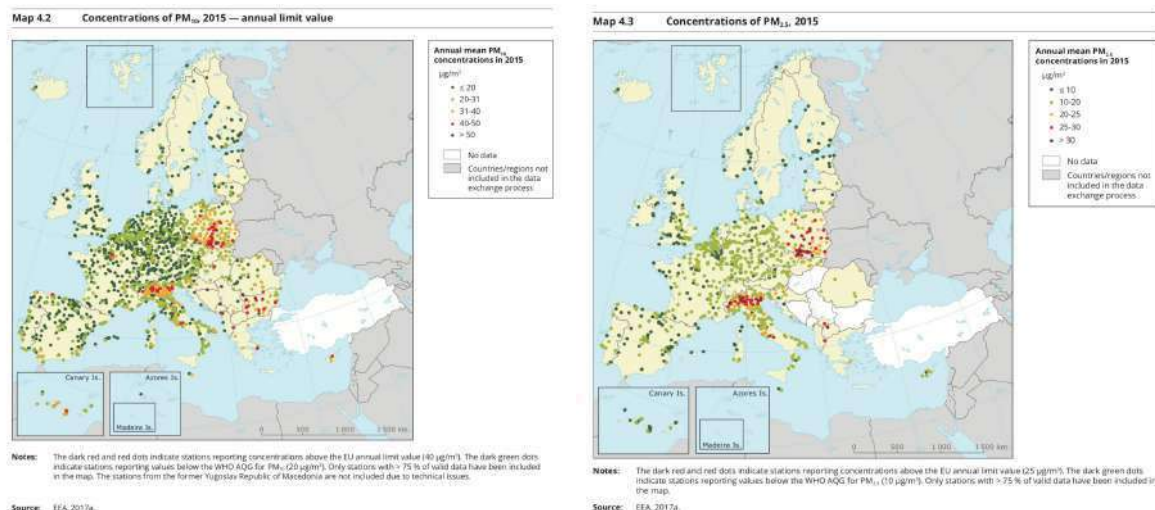 Map 4.2 Concentrations of PM₁₀, 2015 — annual limit value
Annual mean PM₁₀
concentrations in 2015
µg/m³
≤ 20
20-31
31-40
40-50
> 50
No data
Countries/regions not
included in the data
exchange process
Canary Is.
Azores Is.
Madeira Is.
0 500 1 000 1 500 km
Notes: The dark red and red dots indicate stations reporting concentrations above the EU annual limit value (40 µg/m³). The dark green dots
indicate stations reporting values below the WHO AQG for PM₁₀ (20 µg/m³). Only stations with > 75 % of valid data have been included
in the map. The stations from the former Yugoslav Republic of Macedonia are not included due to technical issues.
Source: EEA, 2017a.
Map 4.3 Concentrations of PM₂.₅, 2015
Annual mean PM₂.₅
concentrations in 2015
µg/m³
≤ 10
10-20
20-25
25-30
> 30
No data
Countries/regions not
included in the data
exchange process
Canary Is.
Azores Is.
Madeira Is.
0 500 1 000 1 500 km
Notes: The dark red and red dots indicate stations reporting concentrations above the EU annual limit value (25 µg/m³). The dark green dots
indicate stations reporting values below the WHO AQG for PM₂.₅ (10 µg/m³). Only stations with > 75 % of valid data have been included in
the map.
Source: EEA, 2017a.